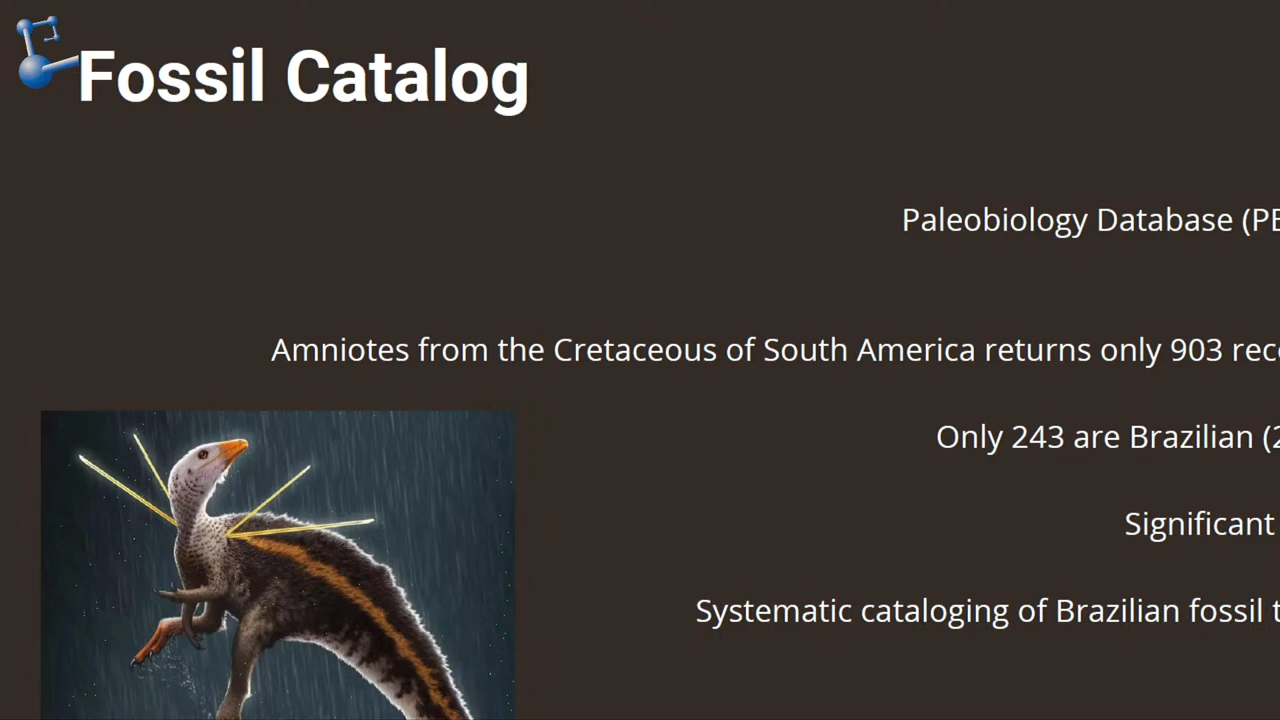 Fossil Catalog
Paleobiology Database
Amniotes from the Cretaceous of South America returns only 903
Only 243 are Brazilian
Significant
Systematic cataloging of Brazilian fossil